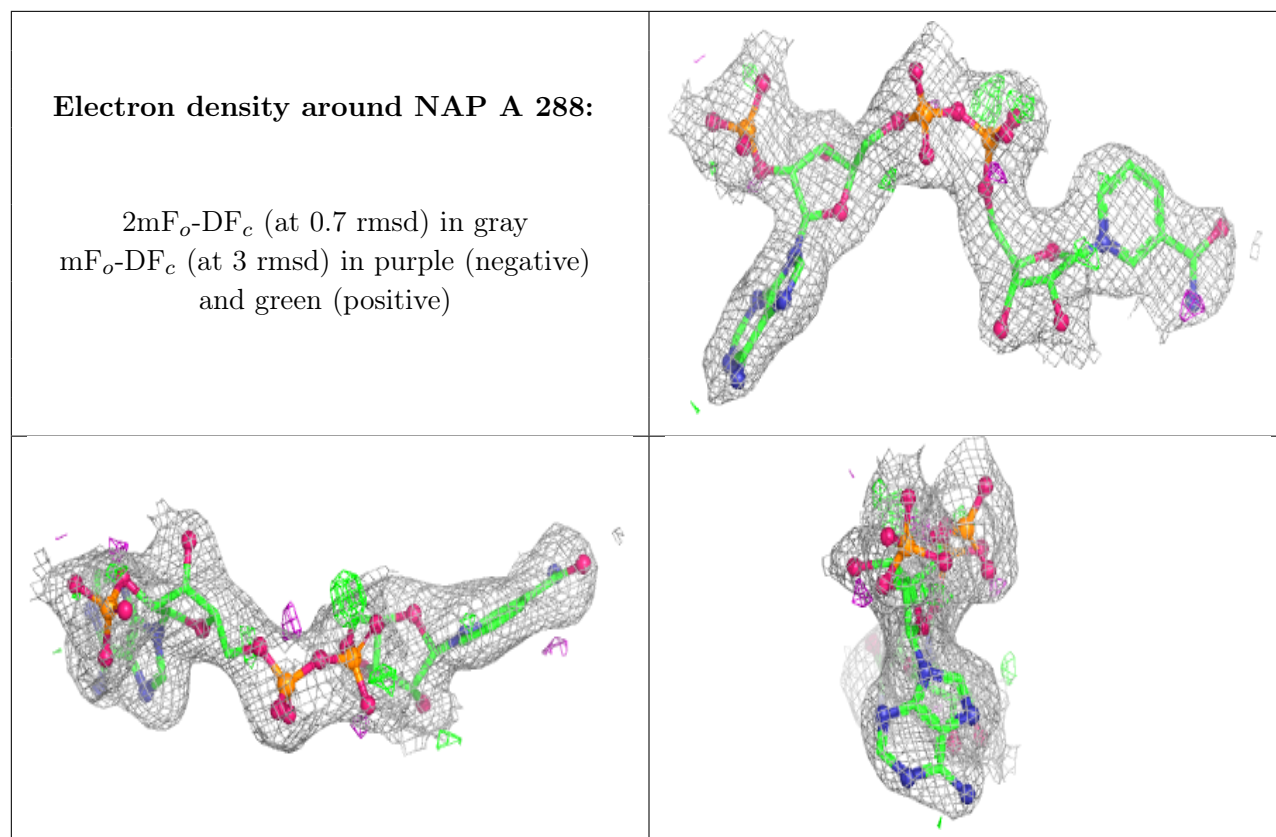 Electron density around NAP A 288:
2mFₒ-DF𝒸 (at 0.7 rmsd) in gray
mFₒ-DF𝒸 (at 3 rmsd) in purple (negative)
and green (positive)